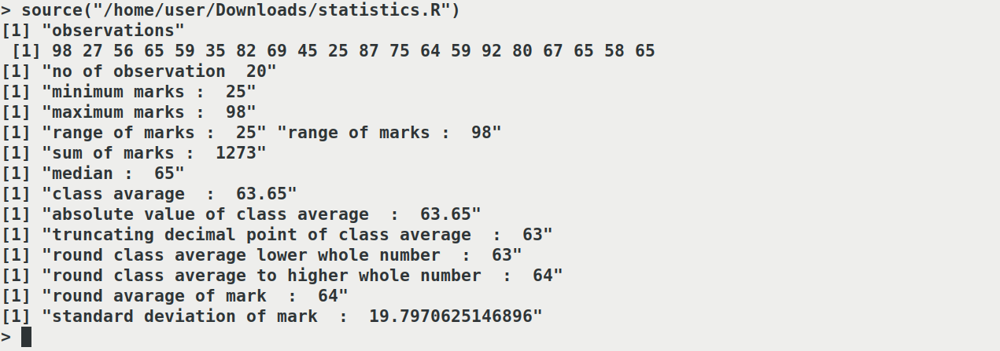 > source("/home/user/Downloads/statistics.R")
[1] "observations"
 [1] 98 27 56 65 59 35 82 69 45 25 87 75 64 59 92 80 67 65 58 65
[1] "no of observation  20"
[1] "minimum marks :  25"
[1] "maximum marks :  98"
[1] "range of marks :  25" "range of marks :  98"
[1] "sum of marks :  1273"
[1] "median :  65"
[1] "class avarage  :  63.65"
[1] "absolute value of class average  :  63.65"
[1] "truncating decimal point of class average  :  63"
[1] "round class average lower whole number  :  63"
[1] "round class average to higher whole number  :  64"
[1] "round avarage of mark  :  64"
[1] "standard deviation of mark  :  19.7970625146896"
>